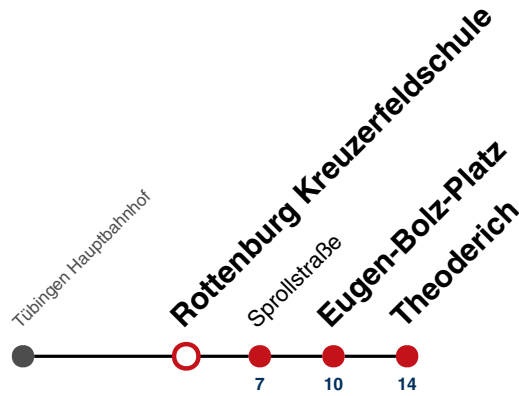 Tübingen Hauptbahnhof
Rottenburg Kreuzerfeldschule
Sprollstraße
Eugen-Bolz-Platz
Theoderich
7
10
14